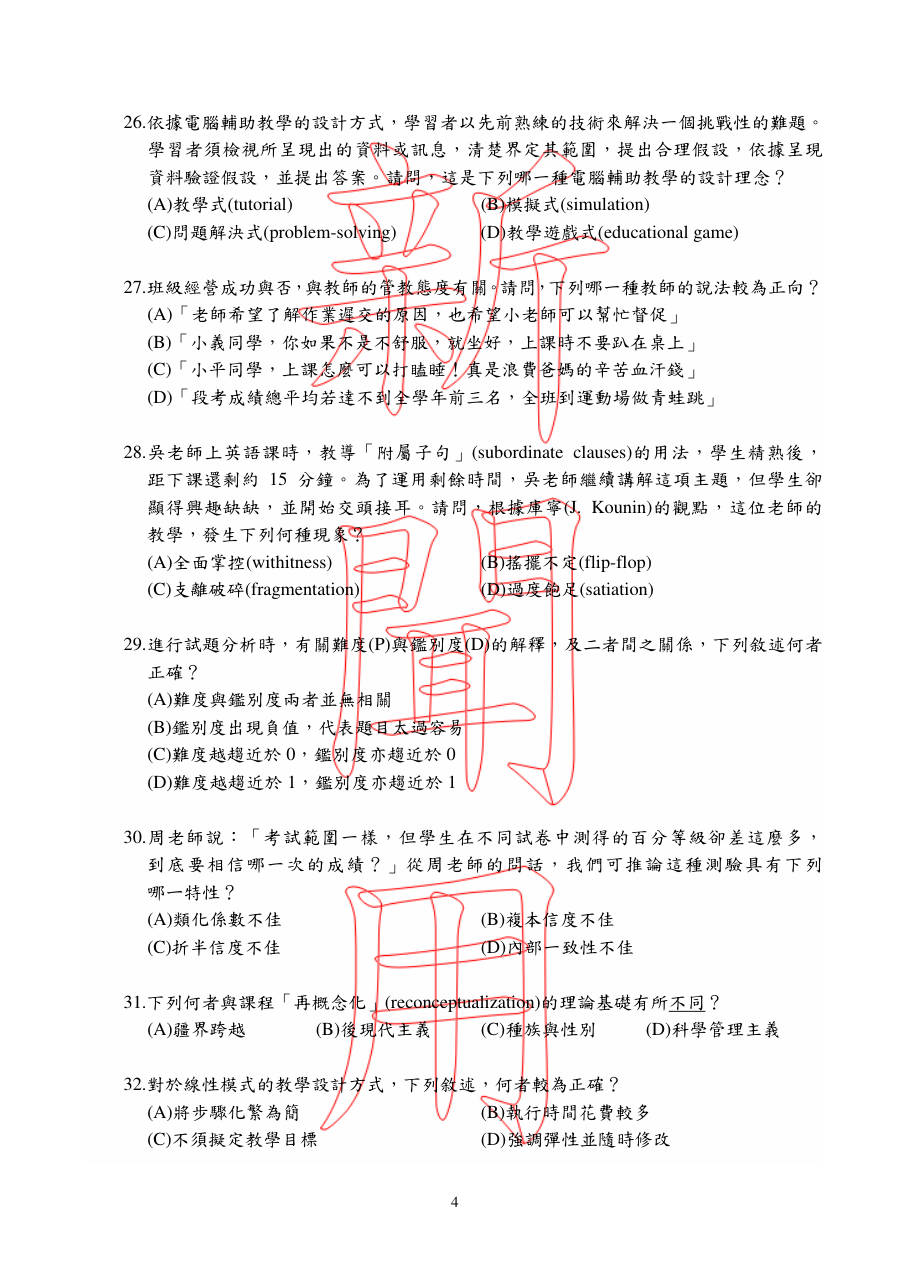 26.依據電腦輔助教學的設計方式，學習者以先前熟練的技術來解決一個挑戰性的難題。
學習者須檢視所呈現出的資料或訊息，清楚界定其範圍，提出合理假設，依據呈現
資料驗證假設，並提出答案。請問，這是下列哪一種電腦輔助教學的設計理念？
(A)教學式(tutorial) (B)模擬式(simulation)
(C)問題解決式(problem-solving) (D)教學遊戲式(educational game)
27.班級經營成功與否，與教師的管教態度有關。請問，下列哪一種教師的說法較為正向？
(A)「老師希望了解作業遲交的原因，也希望小老師可以幫忙督促」
(B)「小義同學，你如果不是不舒服，就坐好，上課時不要趴在桌上」
(C)「小平同學，上課怎麼可以打瞌睡！真是浪費爸媽的辛苦血汗錢」
(D)「段考成績總平均若達不到全學年前三名，全班到運動場做青蛙跳」
28.吳老師上英語課時，教導「附屬子句」(subordinate clauses)的用法，學生精熟後，
距下課還剩約 15 分鐘。為了運用剩餘時間，吳老師繼續講解這項主題，但學生卻
顯得興趣缺缺，並開始交頭接耳。請問，根據庫寧(J. Kounin)的觀點，這位老師的
教學，發生下列何種現象？
(A)全面掌控(withitness) (B)搖擺不定(flip-flop)
(C)支離破碎(fragmentation) (D)過度飽足(satiation)
29.進行試題分析時，有關難度(P)與鑑別度(D)的解釋，及二者間之關係，下列敘述何者
正確？
(A)難度與鑑別度兩者並無相關
(B)鑑別度出現負值，代表題目太過容易
(C)難度越趨近於 0，鑑別度亦趨近於 0
(D)難度越趨近於 1，鑑別度亦趨近於 1
30.周老師說：「考試範圍一樣，但學生在不同試卷中測得的百分等級卻差這麼多，
到底要相信哪一次的成績？」從周老師的問話，我們可推論這種測驗具有下列
哪一特性？
(A)類化係數不佳 (B)複本信度不佳
(C)折半信度不佳 (D)內部一致性不佳
31.下列何者與課程「再概念化」(reconceptualization)的理論基礎有所不同？
(A)疆界跨越 (B)後現代主義 (C)種族與性別 (D)科學管理主義
32.對於線性模式的教學設計方式，下列敘述，何者較為正確？
(A)將步驟化繁為簡 (B)執行時間花費較多
(C)不須擬定教學目標 (D)強調彈性並隨時修改
新聞用
4